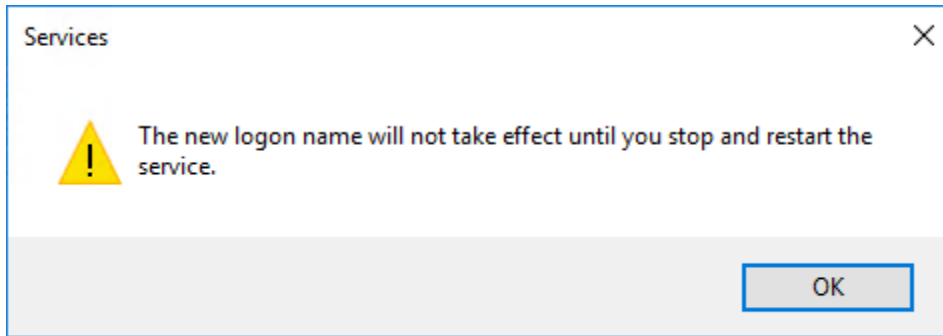 Services
The new logon name will not take effect until you stop and restart the
service.
OK